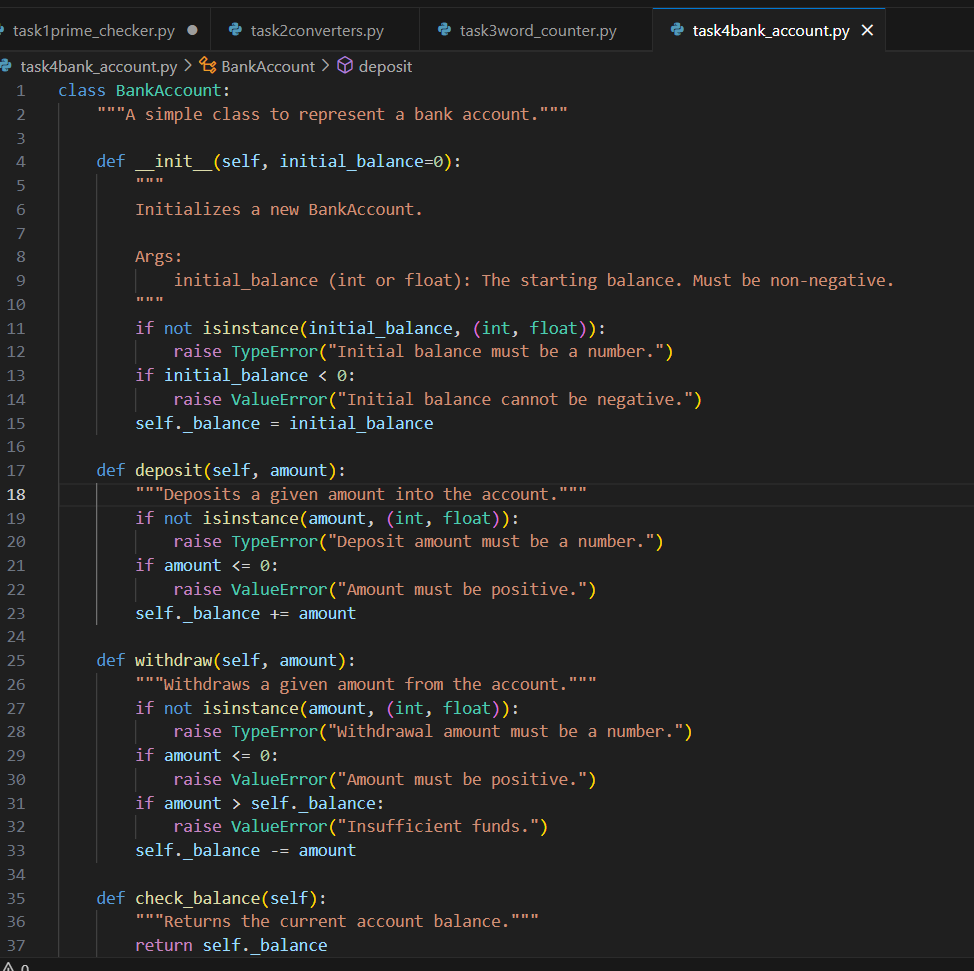 task1prime_checker.py ● task2converters.py task3word_counter.py task4bank_account.py ×
task4bank_account.py > BankAccount > deposit
1 class BankAccount:
2     """A simple class to represent a bank account."""
3
4     def __init__(self, initial_balance=0):
5         """
6         Initializes a new BankAccount.
7
8         Args:
9             initial_balance (int or float): The starting balance. Must be non-negative.
10         """
11         if not isinstance(initial_balance, (int, float)):
12             raise TypeError("Initial balance must be a number.")
13         if initial_balance < 0:
14             raise ValueError("Initial balance cannot be negative.")
15         self._balance = initial_balance
16
17     def deposit(self, amount):
18         """Deposits a given amount into the account."""
19         if not isinstance(amount, (int, float)):
20             raise TypeError("Deposit amount must be a number.")
21         if amount <= 0:
22             raise ValueError("Amount must be positive.")
23         self._balance += amount
24
25     def withdraw(self, amount):
26         """Withdraws a given amount from the account."""
27         if not isinstance(amount, (int, float)):
28             raise TypeError("Withdrawal amount must be a number.")
29         if amount <= 0:
30             raise ValueError("Amount must be positive.")
31         if amount > self._balance:
32             raise ValueError("Insufficient funds.")
33         self._balance -= amount
34
35     def check_balance(self):
36         """Returns the current account balance."""
37         return self._balance
0